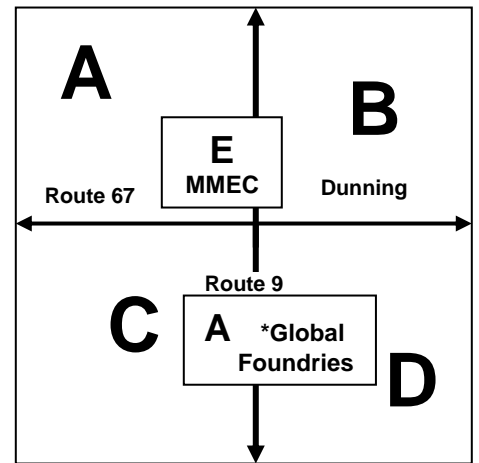 A
B
E
MMEC
Route 67
Dunning
Route 9
C
A *Global
Foundries
D